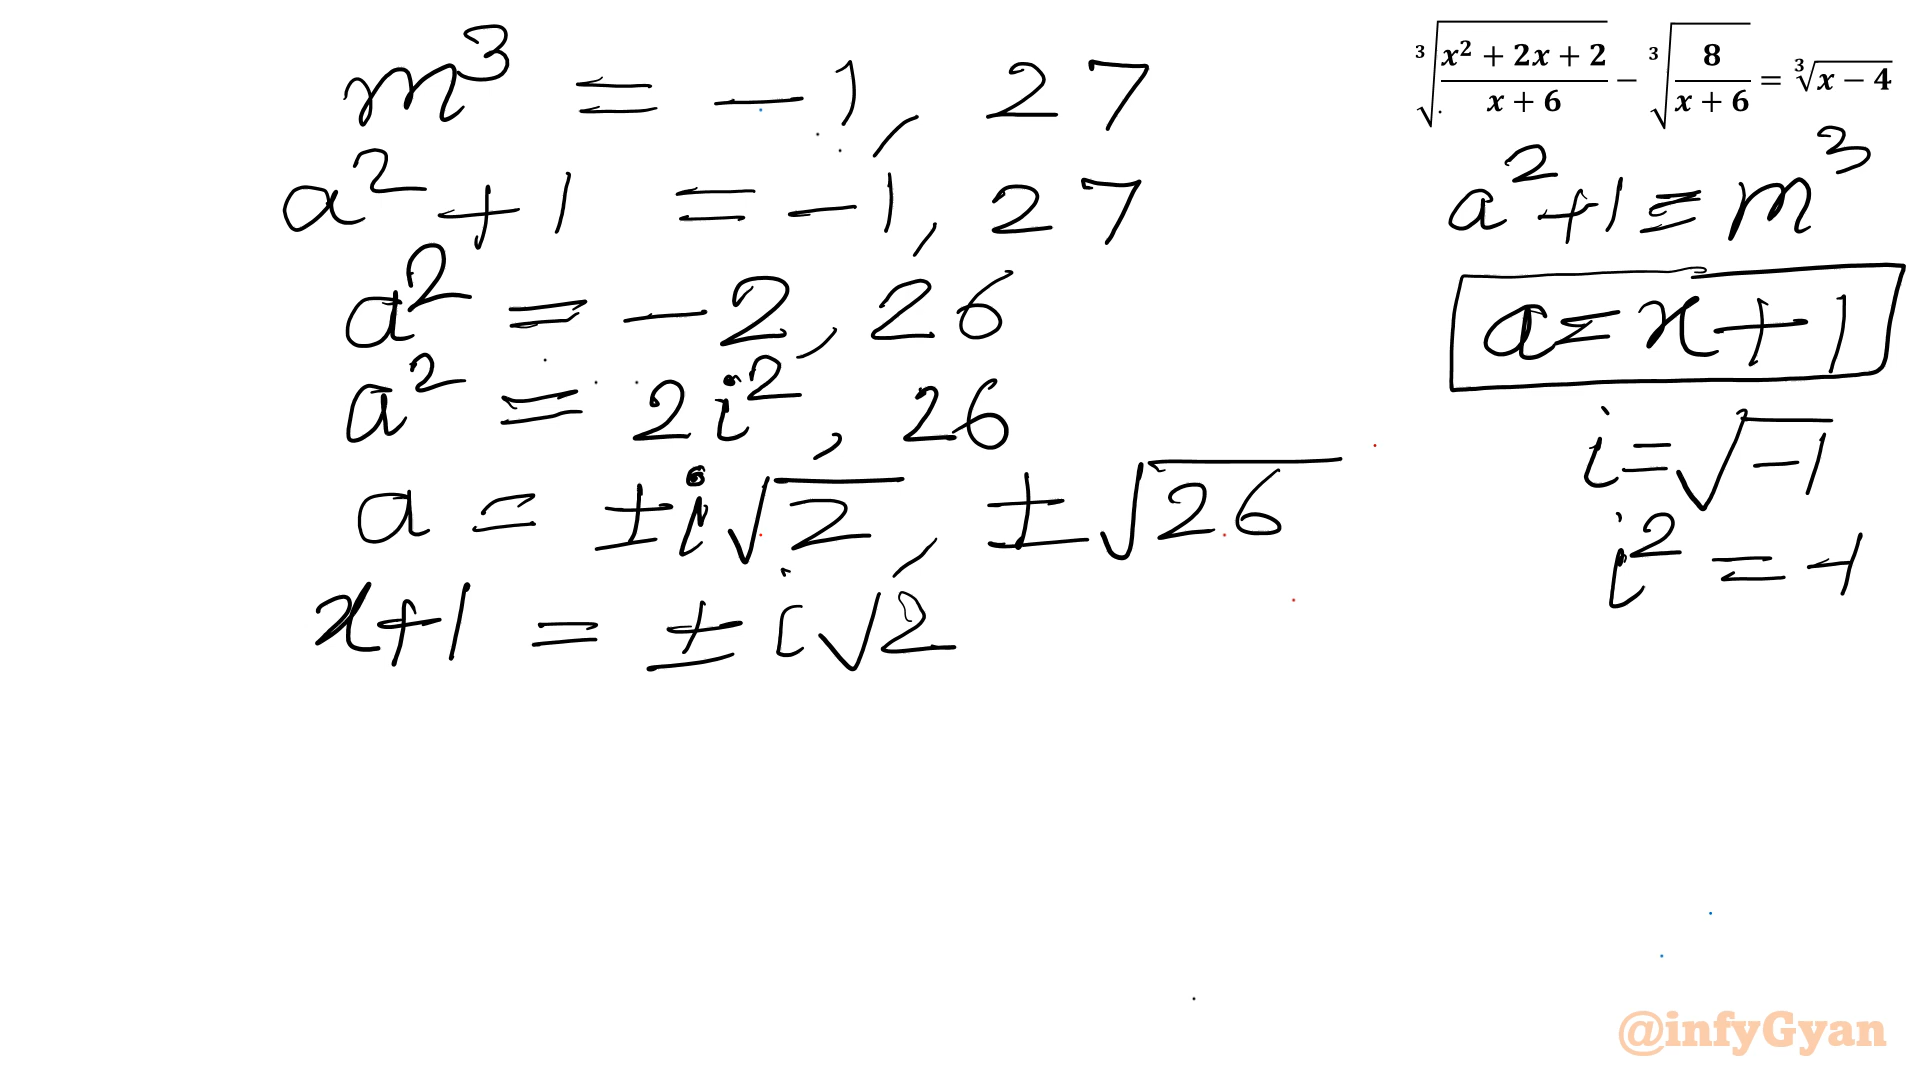 m³ = -1, 27
a² + 1 = -1, 27
a² = -2, 26
a² = 2i², 26
a = ±i√2, ±√26
x+1 = ±i√2
∛((x² + 2x + 2)/(x + 6)) − ∛(8/(x + 6)) = ∛(x − 4)
a²+1 = m³
a = x+1
i = √-1
i² = -1
@infyGyan